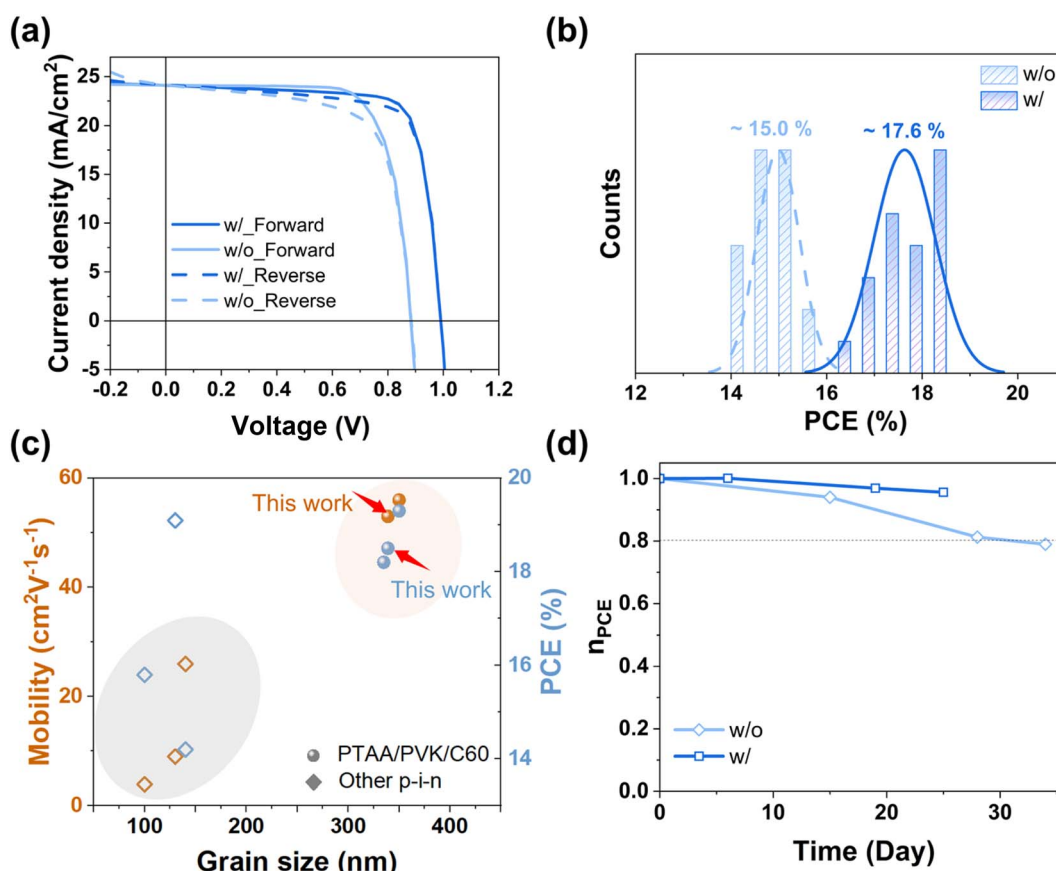 (a)
Current density (mA/cm²)
25
20
15
10
5
0
-5
w/_Forward
w/o_Forward
w/_Reverse
w/o_Reverse
-0.2 0.0 0.2 0.4 0.6 0.8 1.0 1.2
Voltage (V)
(b)
Counts
w/o
w/
~ 15.0 %
~ 17.6 %
12 14 16 18 20
PCE (%)
(c)
Mobility (cm²V⁻¹s⁻¹)
60
40
20
0
This work
This work
PTAA/PVK/C60
Other p-i-n
20
18
16
14
PCE (%)
100 200 300 400
Grain size (nm)
(d)
nPCE
1.0
0.8
0.6
0.4
0.2
0.0
w/o
w/
0 10 20 30
Time (Day)